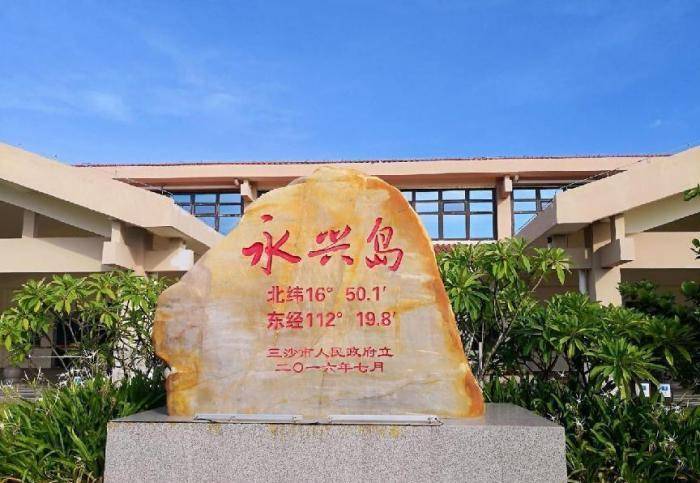 永兴岛
北纬16° 50.1′
东经112° 19.8′
三沙市人民政府立
二〇一六年七月